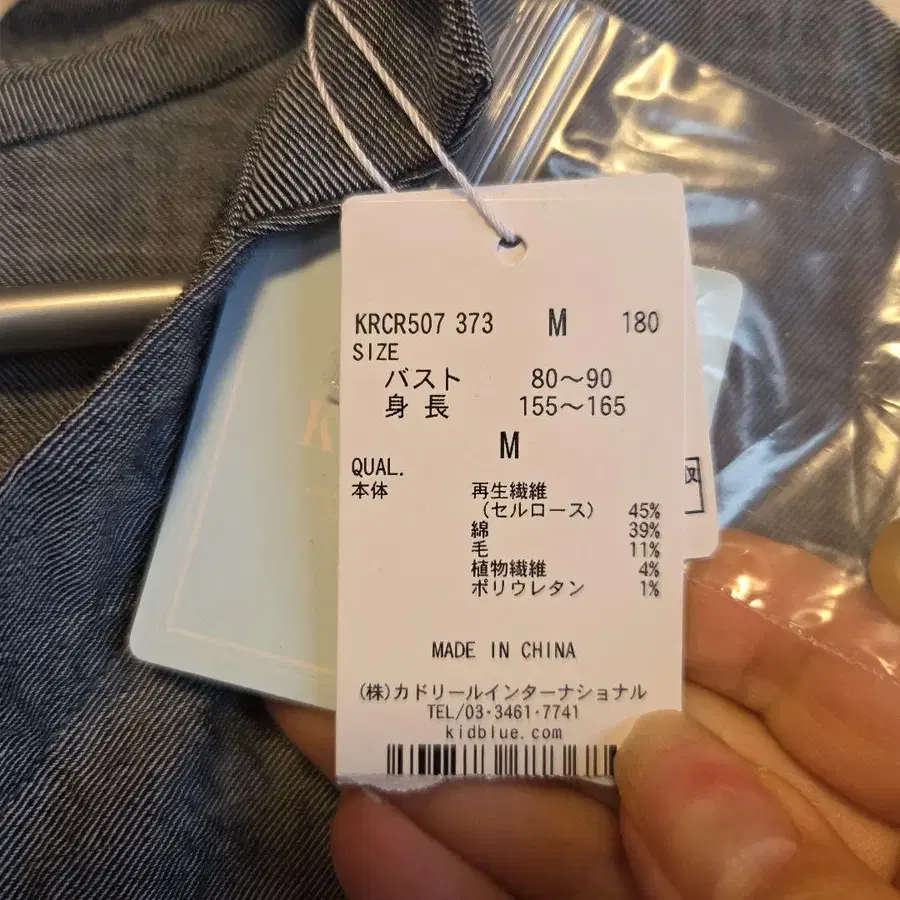 KRCR507 373 M 180
SIZE
バスト 80～90
身長 155～165
M
QUAL.
本体 再生繊維
(セルロース) 45%
綿 39%
毛 11%
植物繊維 4%
ポリウレタン 1%
MADE IN CHINA
(株)カドリールインターナショナル
TEL/03・3461・7741
kidblue.com